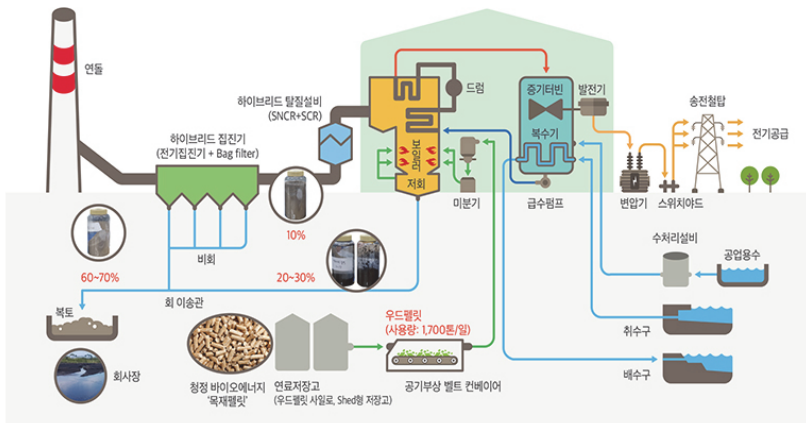 연돌
하이브리드 집진기
(전기집진기 + Bag filter)
하이브리드 탈질설비
(SNCR+SCR)
드럼
보일러
저회
미분기
증기터빈
복수기
발전기
급수펌프
변압기
스위치야드
송전철탑
전기공급
10%
60~70%
비회
20~30%
회 이송관
복토
회사장
수처리설비
공업용수
취수구
배수구
우드펠릿
(사용량: 1,700톤/일)
청정 바이오에너지
'목재펠릿'
연료저장고
(우드펠릿 사일로, Shed형 저장고)
공기부상 벨트 컨베이어